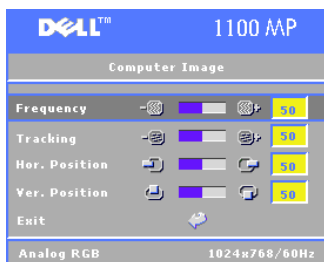 DELL™ 1100 MP
Computer Image
Frequency 50
Tracking 50
Hor. Position 50
Ver. Position 50
Exit
Analog RGB 1024x768/60Hz